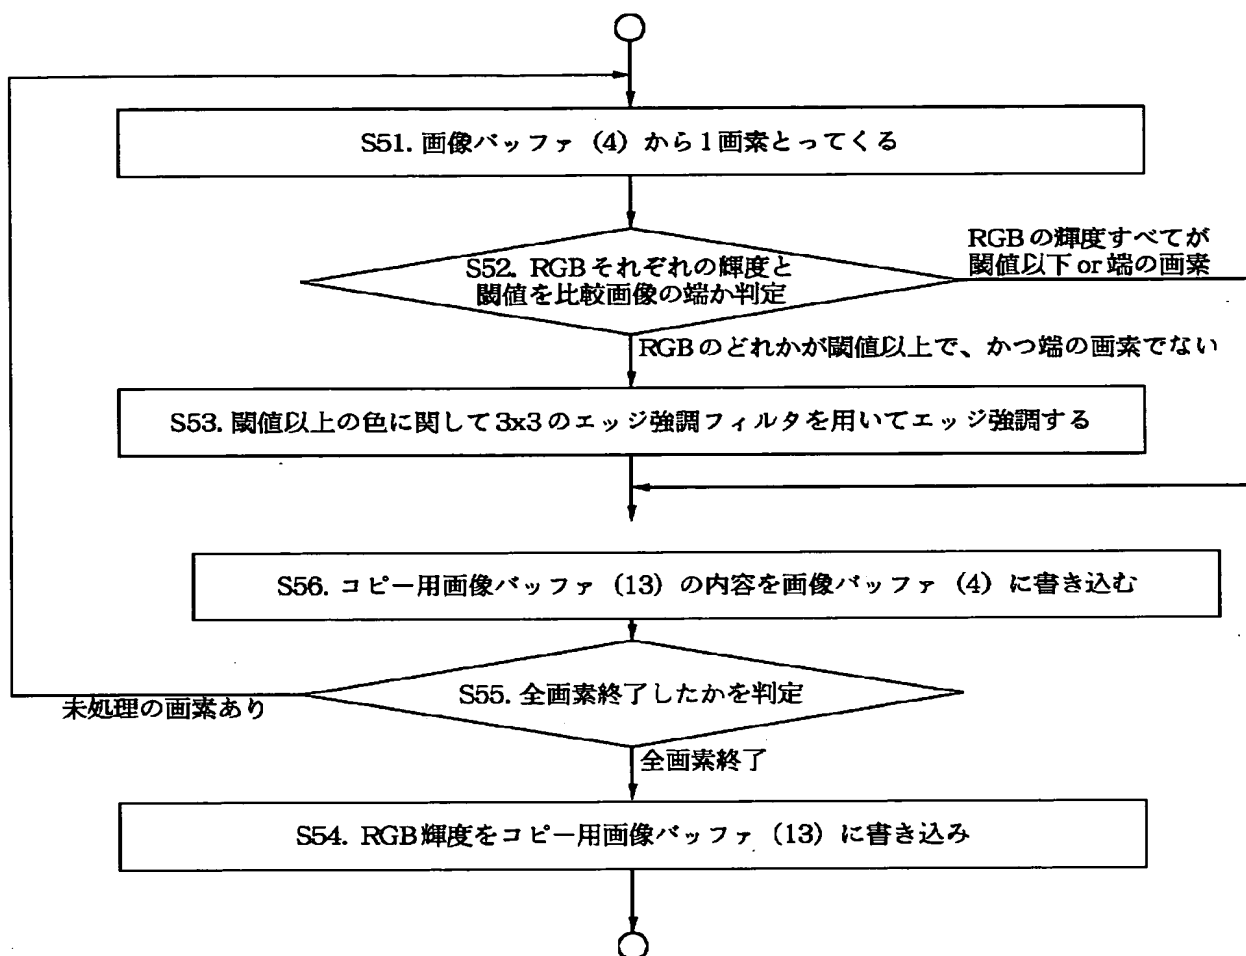 S51. 画像バッファ（4）から1画素とってくる
RGBの輝度すべてが
閾値以下or端の画素
S52. RGBそれぞれの輝度と
閾値を比較画像の端か判定
RGBのどれかが閾値以上で、かつ端の画素でない
S53. 閾値以上の色に関して3x3のエッジ強調フィルタを用いてエッジ強調する
S56. コピー用画像バッファ（13）の内容を画像バッファ（4）に書き込む
S55. 全画素終了したかを判定
未処理の画素あり
全画素終了
S54. RGB輝度をコピー用画像バッファ（13）に書き込み